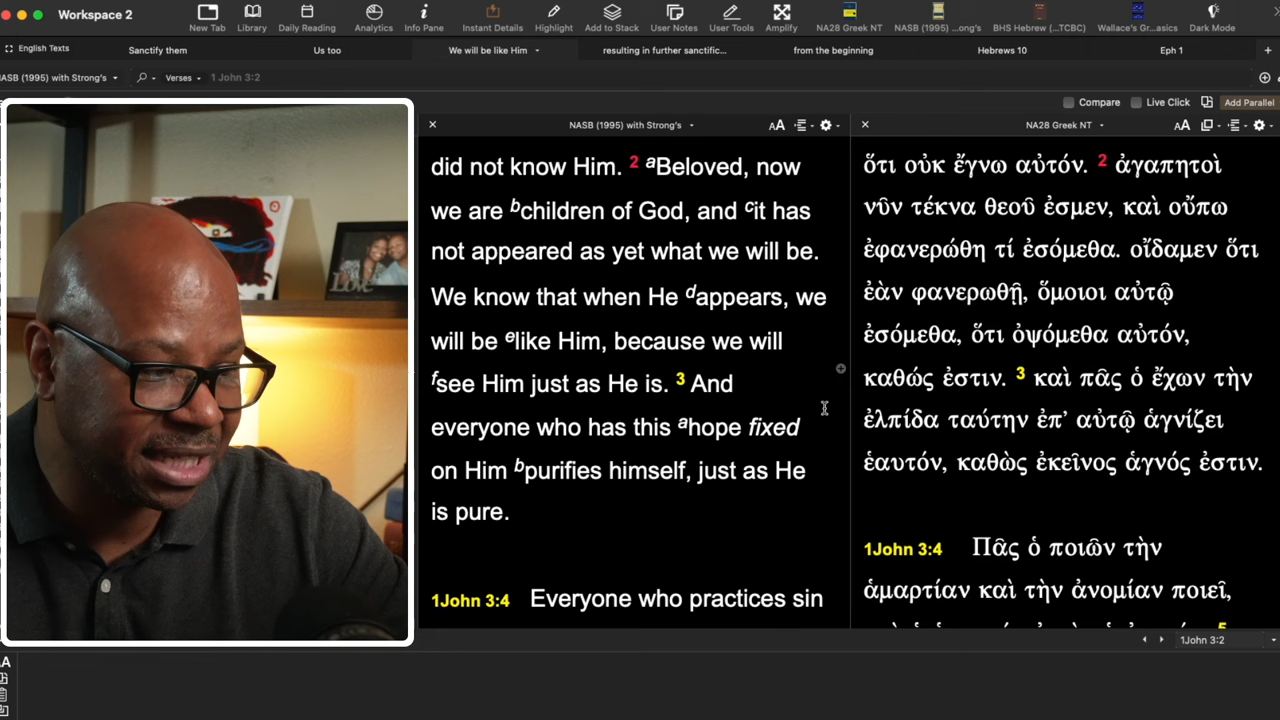 Workspace 2
New Tab
Library
Daily Reading
Analytics
Info Pane
Instant Details
Highlight
Add to Stack
User Notes
User Tools
Amplify
NA28 Greek NT
NASB (1995) ...ong's
BHS Hebrew (...TCBC)
Wallace's Gr...asics
Dark Mode
English Texts
Sanctify them
Us too
We will be like Him
resulting in further sanctific...
from the beginning
Hebrews 10
Eph 1
NASB (1995) with Strong's
Verses
1 John 3:2
Compare
Live Click
Add Parallel
NASB (1995) with Strong's
AA
did not know Him. 2 aBeloved, now
we are bchildren of God, and cit has
not appeared as yet what we will be.
We know that when He dappears, we
will be elike Him, because we will
fsee Him just as He is. 3 And
everyone who has this ahope fixed
on Him bpurifies himself, just as He
is pure.
1John 3:4 Everyone who practices sin
NA28 Greek NT
AA
ὅτι οὐκ ἔγνω αὐτόν. 2 ἀγαπητοὶ
νῦν τέκνα θεοῦ ἐσμεν, καὶ οὔπω
ἐφανερώθη τί ἐσόμεθα. οἴδαμεν ὅτι
ἐὰν φανερωθῇ, ὅμοιοι αὐτῷ
ἐσόμεθα, ὅτι ὀψόμεθα αὐτόν,
καθώς ἐστιν. 3 καὶ πᾶς ὁ ἔχων τὴν
ἐλπίδα ταύτην ἐπ’ αὐτῷ ἁγνίζει
ἑαυτόν, καθὼς ἐκεῖνος ἁγνός ἐστιν.
1John 3:4 Πᾶς ὁ ποιῶν τὴν
ἁμαρτίαν καὶ τὴν ἀνομίαν ποιεῖ,
5
1John 3:2
Love